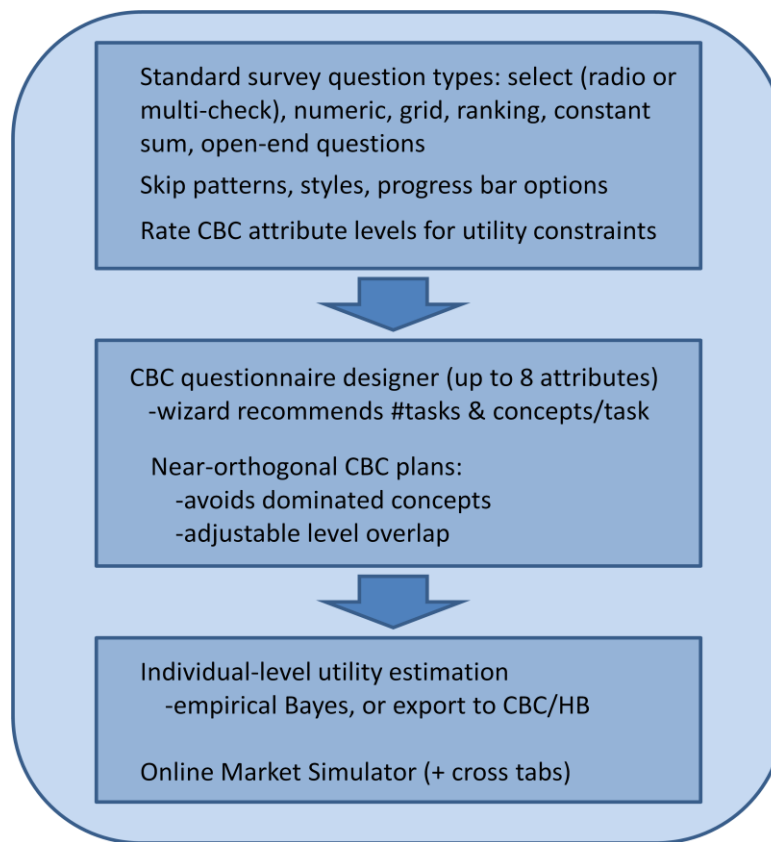 Standard survey question types: select (radio or
multi-check), numeric, grid, ranking, constant
sum, open-end questions
Skip patterns, styles, progress bar options
Rate CBC attribute levels for utility constraints
CBC questionnaire designer (up to 8 attributes)
-wizard recommends #tasks & concepts/task
Near-orthogonal CBC plans:
-avoids dominated concepts
-adjustable level overlap
Individual-level utility estimation
-empirical Bayes, or export to CBC/HB
Online Market Simulator (+ cross tabs)